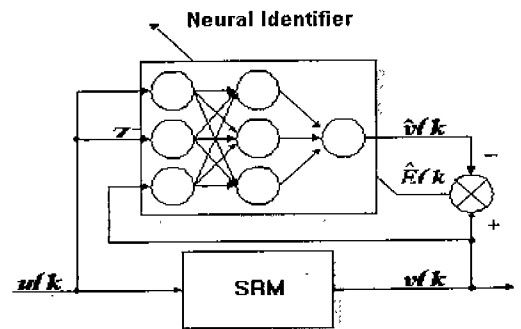 Neural Identifier
Z
v̂(k
−
Ê(k
+
u(k
SRM
v(k